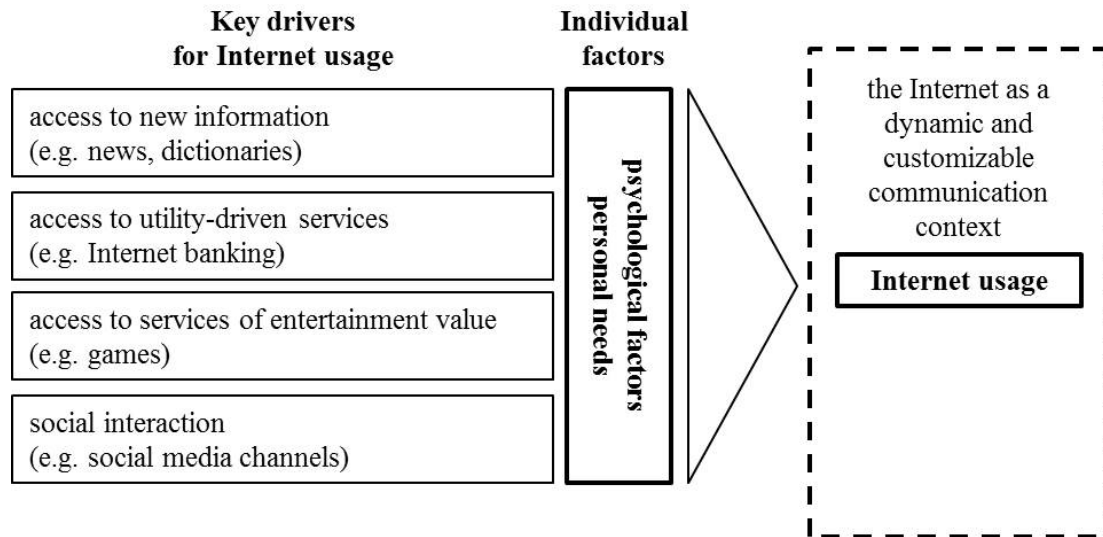 Key drivers
for Internet usage
Individual
factors
access to new information
(e.g. news, dictionaries)
access to utility-driven services
(e.g. Internet banking)
access to services of entertainment value
(e.g. games)
social interaction
(e.g. social media channels)
psychological factors
personal needs
the Internet as a
dynamic and
customizable
communication
context
Internet usage